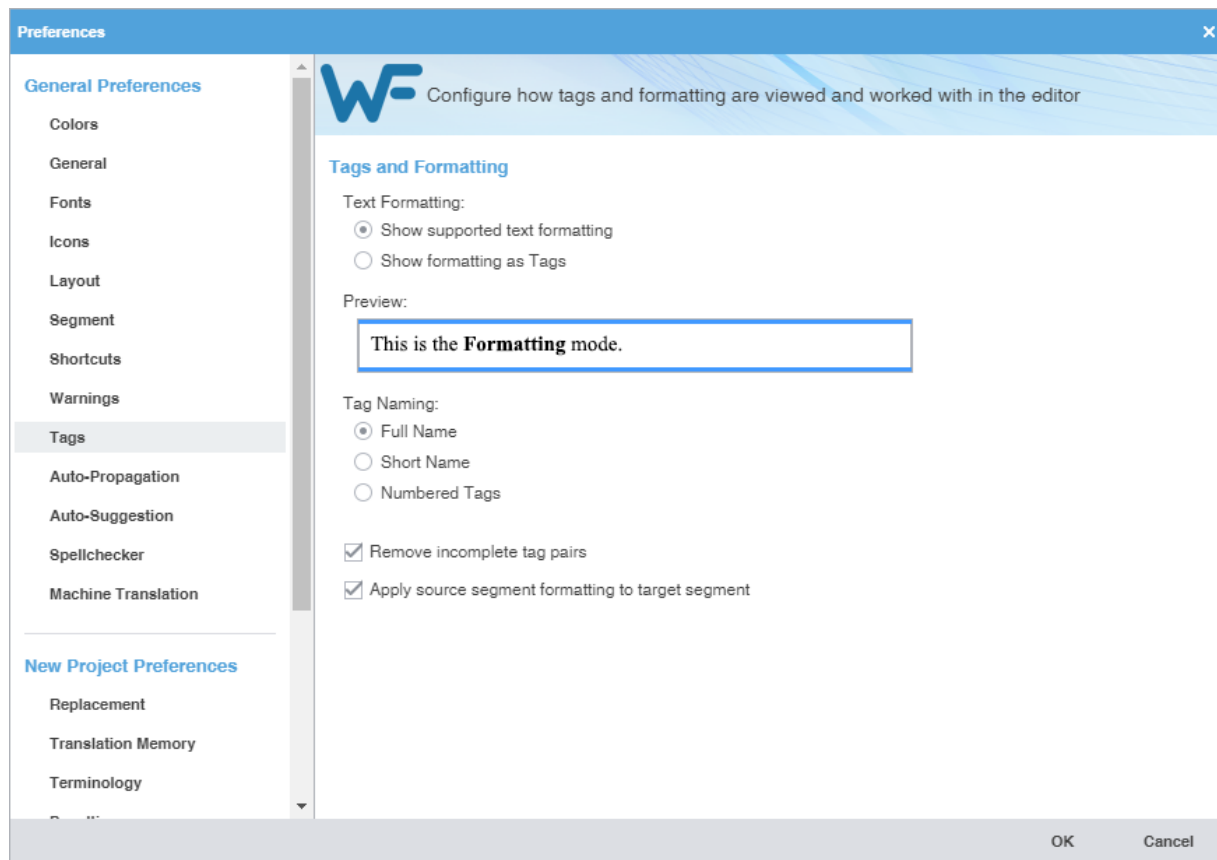 Preferences
General Preferences
Colors
General
Fonts
Icons
Layout
Segment
Shortcuts
Warnings
Tags
Auto-Propagation
Auto-Suggestion
Spellchecker
Machine Translation
New Project Preferences
Replacement
Translation Memory
Terminology
WF Configure how tags and formatting are viewed and worked with in the editor
Tags and Formatting
Text Formatting:
Show supported text formatting
Show formatting as Tags
Preview:
This is the Formatting mode.
Tag Naming:
Full Name
Short Name
Numbered Tags
Remove incomplete tag pairs
Apply source segment formatting to target segment
OK Cancel